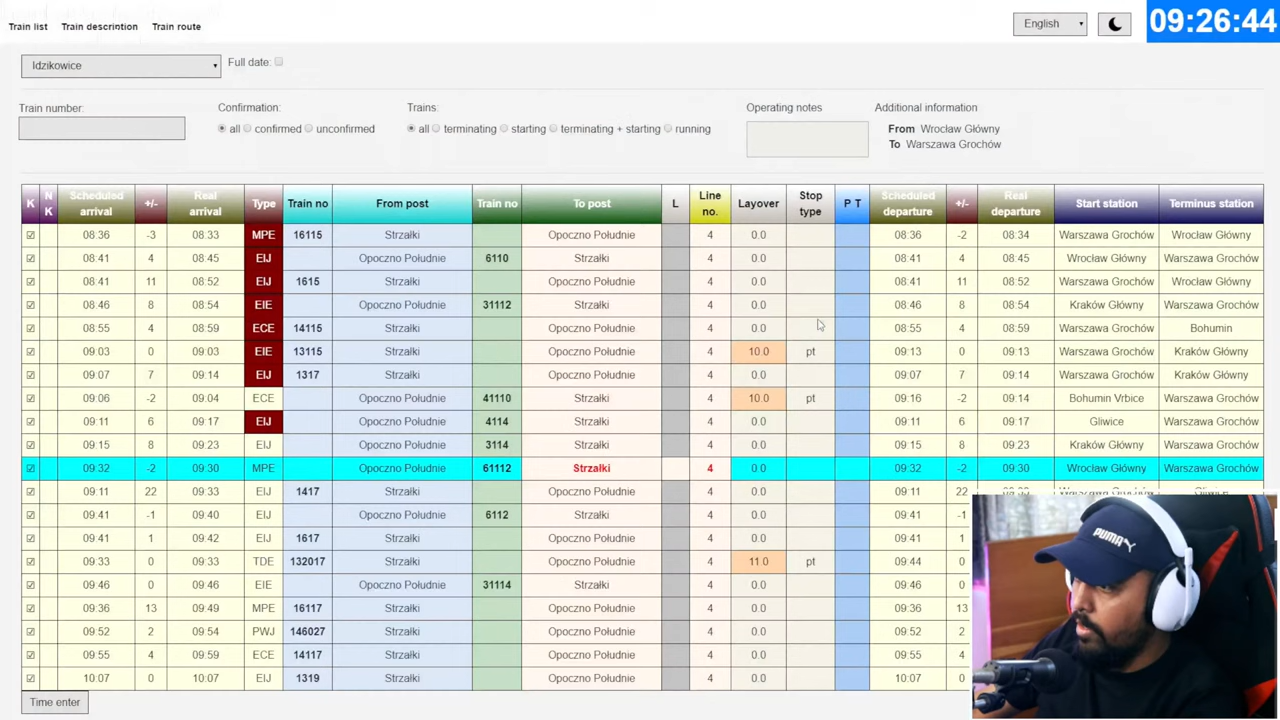 Train list Train description Train route English 09:26:44
Idzikowice Full date:
Train number: Confirmation: Trains: Operating notes Additional information
all confirmed unconfirmed all terminating starting terminating + starting running From Wrocław Główny
To Warszawa Grochów
K N K Scheduled arrival +/- Real arrival Type Train no From post Train no To post L Line no. Layover Stop type P T Scheduled departure +/- Real departure Start station Terminus station
08:36 -3 08:33 MPE 16115 Strzałki Opoczno Południe 4 0.0 08:36 -2 08:34 Warszawa Grochów Wrocław Główny
08:41 4 08:45 EIJ Opoczno Południe 6110 Strzałki 4 0.0 08:41 4 08:45 Wrocław Główny Warszawa Grochów
08:41 11 08:52 EIJ 1615 Strzałki Opoczno Południe 4 0.0 08:41 11 08:52 Warszawa Grochów Wrocław Główny
08:46 8 08:54 EIE Opoczno Południe 31112 Strzałki 4 0.0 08:46 8 08:54 Kraków Główny Warszawa Grochów
08:55 4 08:59 ECE 14115 Strzałki Opoczno Południe 4 0.0 08:55 4 08:59 Warszawa Grochów Bohumin
09:03 0 09:03 EIE 13115 Strzałki Opoczno Południe 4 10.0 pt 09:13 0 09:13 Warszawa Grochów Kraków Główny
09:07 7 09:14 EIJ 1317 Strzałki Opoczno Południe 4 0.0 09:07 7 09:14 Warszawa Grochów Kraków Główny
09:06 -2 09:04 ECE Opoczno Południe 41110 Strzałki 4 10.0 pt 09:16 -2 09:14 Bohumin Vrbice Warszawa Grochów
09:11 6 09:17 EIJ Opoczno Południe 4114 Strzałki 4 0.0 09:11 6 09:17 Gliwice Warszawa Grochów
09:15 8 09:23 EIJ Opoczno Południe 3114 Strzałki 4 0.0 09:15 8 09:23 Kraków Główny Warszawa Grochów
09:32 -2 09:30 MPE Opoczno Południe 61112 Strzałki 4 0.0 09:32 -2 09:30 Wrocław Główny Warszawa Grochów
09:11 22 09:33 EIJ 1417 Strzałki Opoczno Południe 4 0.0 09:11 22 09:33 Warszawa Grochów Gliwice
09:41 -1 09:40 EIJ Opoczno Południe 6112 Strzałki 4 0.0 09:41 -1
09:41 1 09:42 EIJ 1617 Strzałki Opoczno Południe 4 0.0 09:41 1
09:33 0 09:33 TDE 132017 Strzałki Opoczno Południe 4 11.0 pt 09:44 0
09:46 0 09:46 EIE Opoczno Południe 31114 Strzałki 4 0.0 09:46 0
09:36 13 09:49 MPE 16117 Strzałki Opoczno Południe 4 0.0 09:36 13
09:52 2 09:54 PWJ 146027 Strzałki Opoczno Południe 4 0.0 09:52 2
09:55 4 09:59 ECE 14117 Strzałki Opoczno Południe 4 0.0 09:55 4
10:07 0 10:07 EIJ 1319 Strzałki Opoczno Południe 4 0.0 10:07 0
Time enter
PUMA